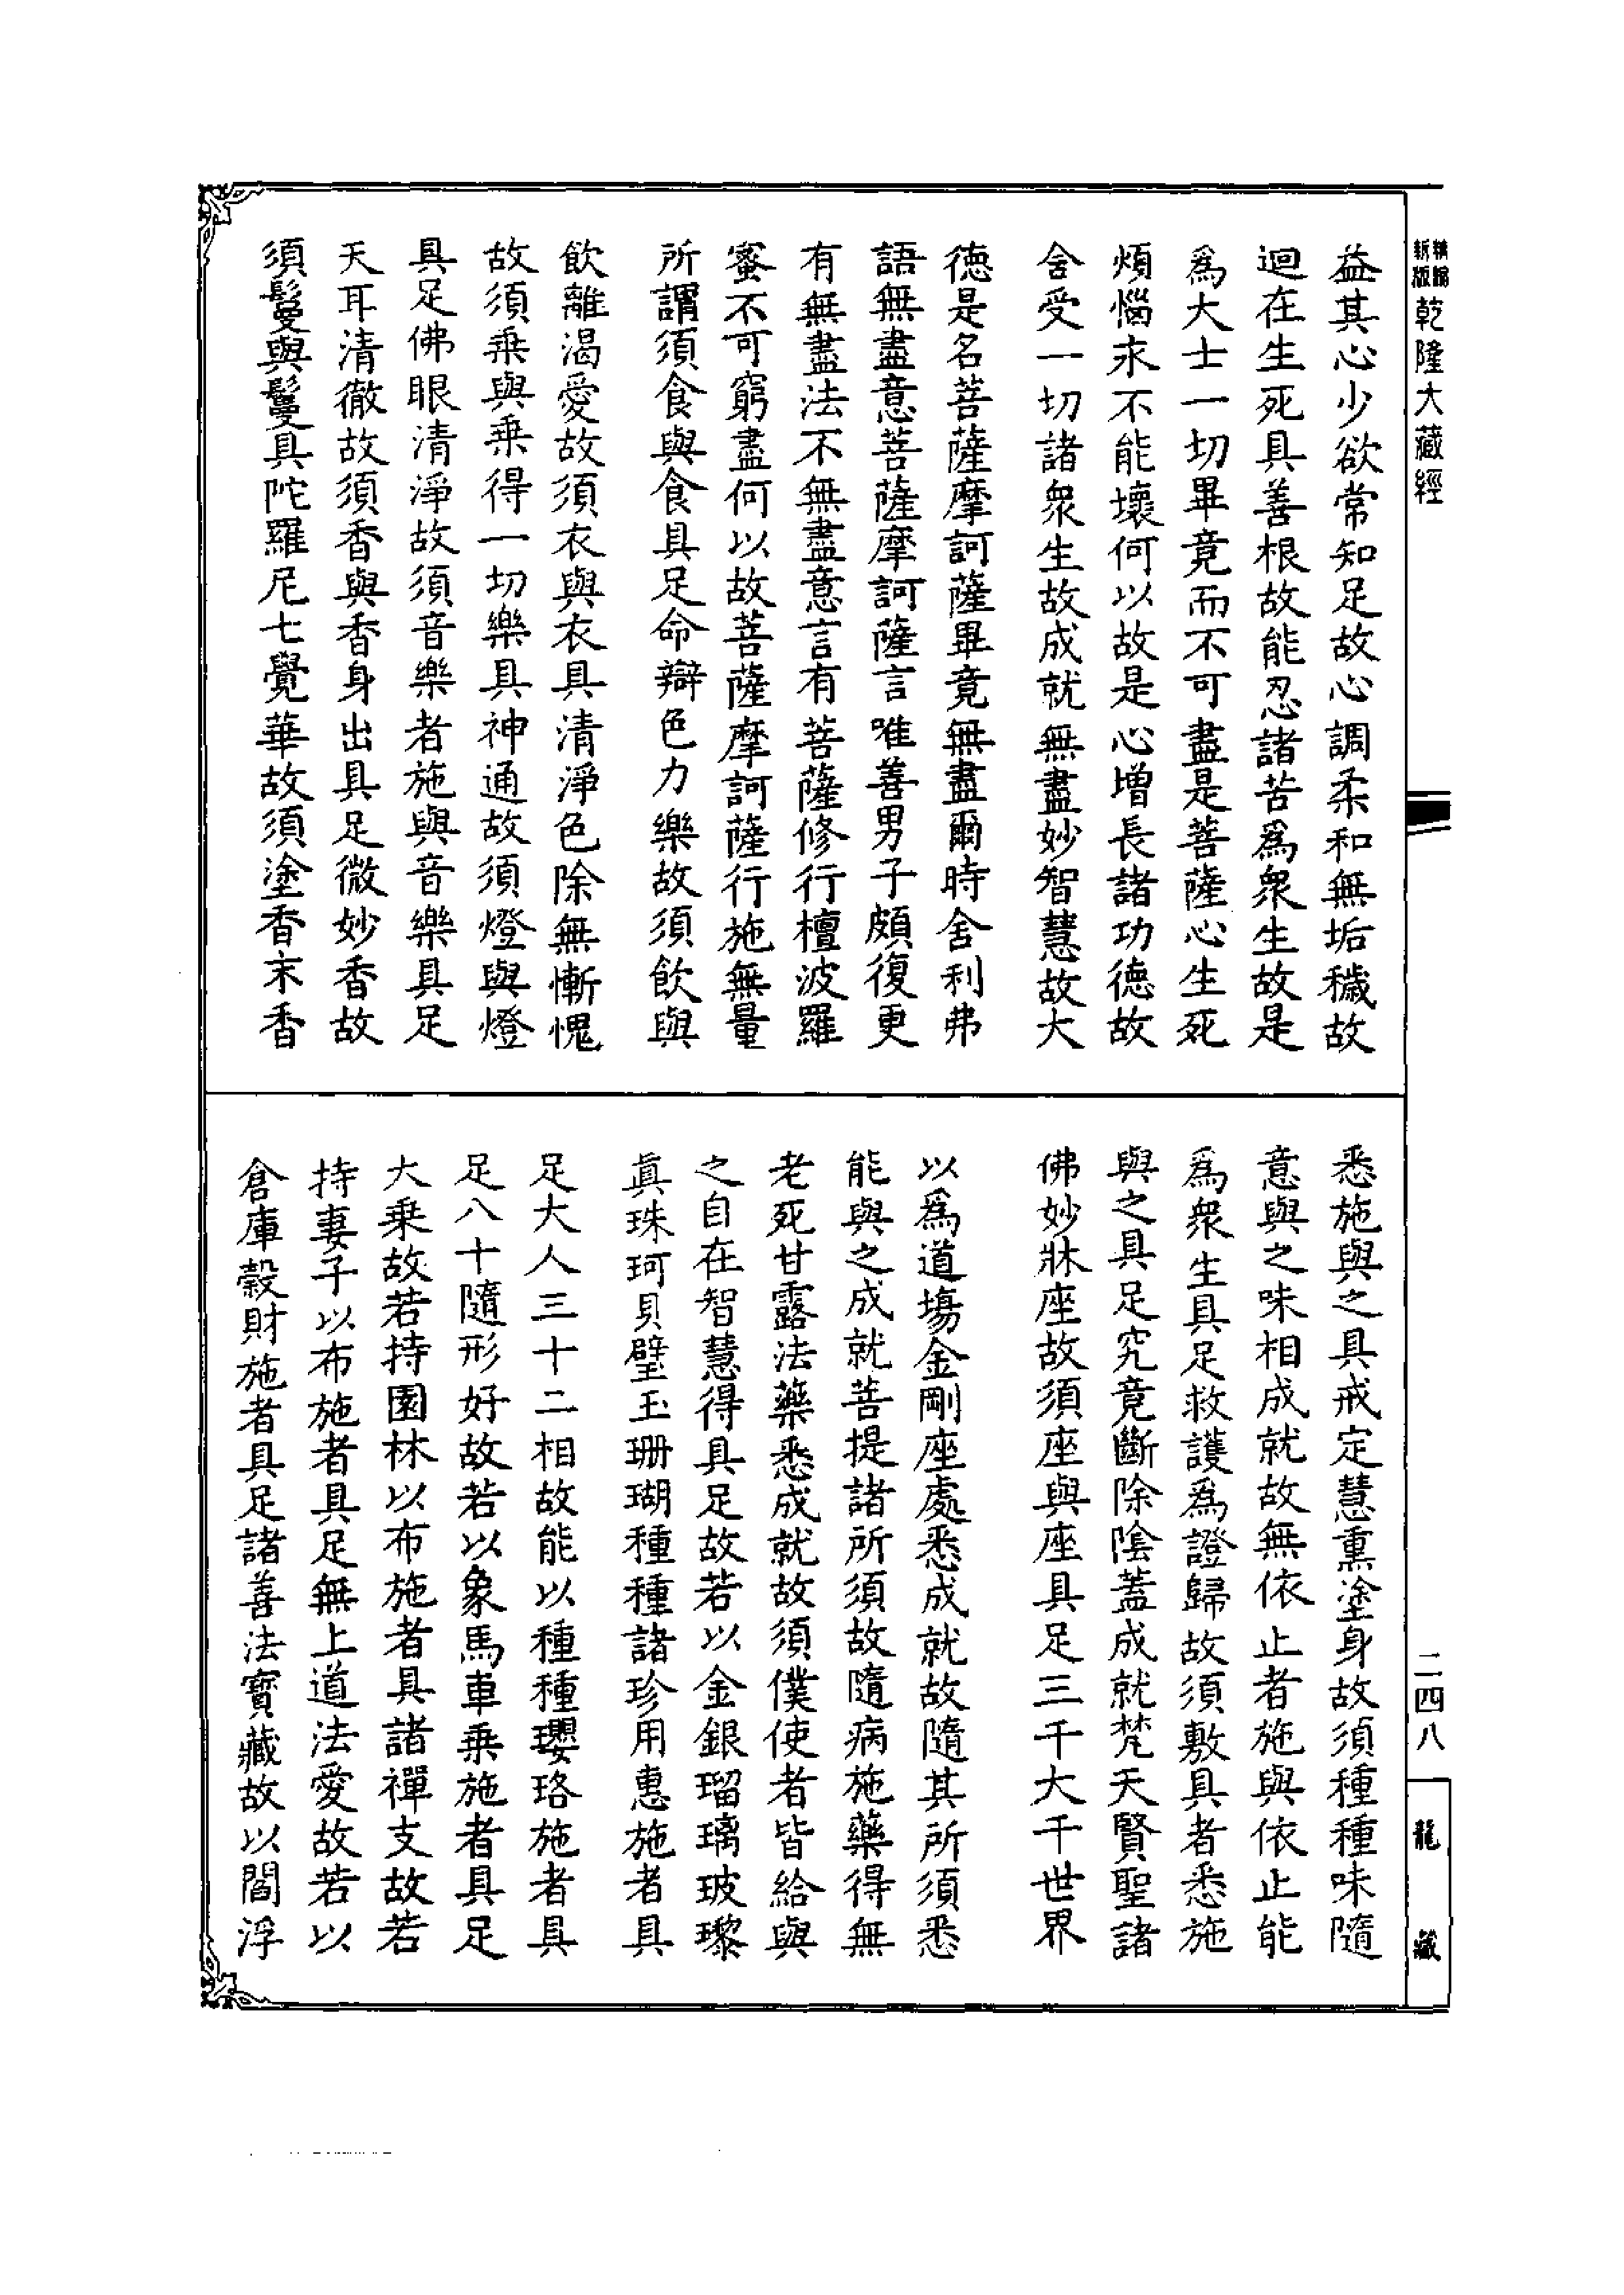 精編新版乾隆大藏經
益其心少欲常知足故心調柔和無垢穢故
迴在生死具善根故能忍諸苦爲衆生故是
爲大士一切畢竟而不可盡是菩薩心生死
煩惱永不能壞何以故是心增長諸功德故
舍受一切諸衆生故成就無盡妙智慧故大
德是名菩薩摩訶薩畢竟無盡爾時舍利弗
語無盡意菩薩摩訶薩言唯善男子頗復更
有無盡法不無盡意言有菩薩修行檀波羅
蜜不可窮盡何以故菩薩摩訶薩行施無量
所謂須食與食具足命辯色力樂故須飲與
飲離渴愛故須衣與衣具清淨色除無慚愧
故須乘與乘得一切樂具神通故須燈與燈
具足佛眼清淨故須音樂者施與音樂具足
天耳清徹故須香與香身出具足微妙香故
須鬘與鬘具陀羅尼七覺華故須塗香末香
悉施與之具戒定慧熏塗身故須種種味隨
意與之味相成就故無依止者施與依止能
爲衆生具足救護爲證歸故須敷具者悉施
與之具足究竟斷除陰蓋成就梵天賢聖諸
佛妙牀座故須座與座具足三千大千世界
以爲道場金剛座處悉成就故隨其所須悉
能與之成就菩提諸所須故隨病施藥得無
老死甘露法藥悉成就故須僕使者皆給與
之自在智慧得具足故若以金銀瑠璃玻瓈
眞珠珂貝璧玉珊瑚種種諸珍用惠施者具
足大人三十二相故能以種種瓔珞施者具
足八十隨形好故若以象馬車乘施者具足
大乘故若持園林以布施者具諸禪支故若
持妻子以布施者具足無上道法愛故若以
倉庫穀財施者具足諸善法寶藏故以閻浮
二四八
龍藏